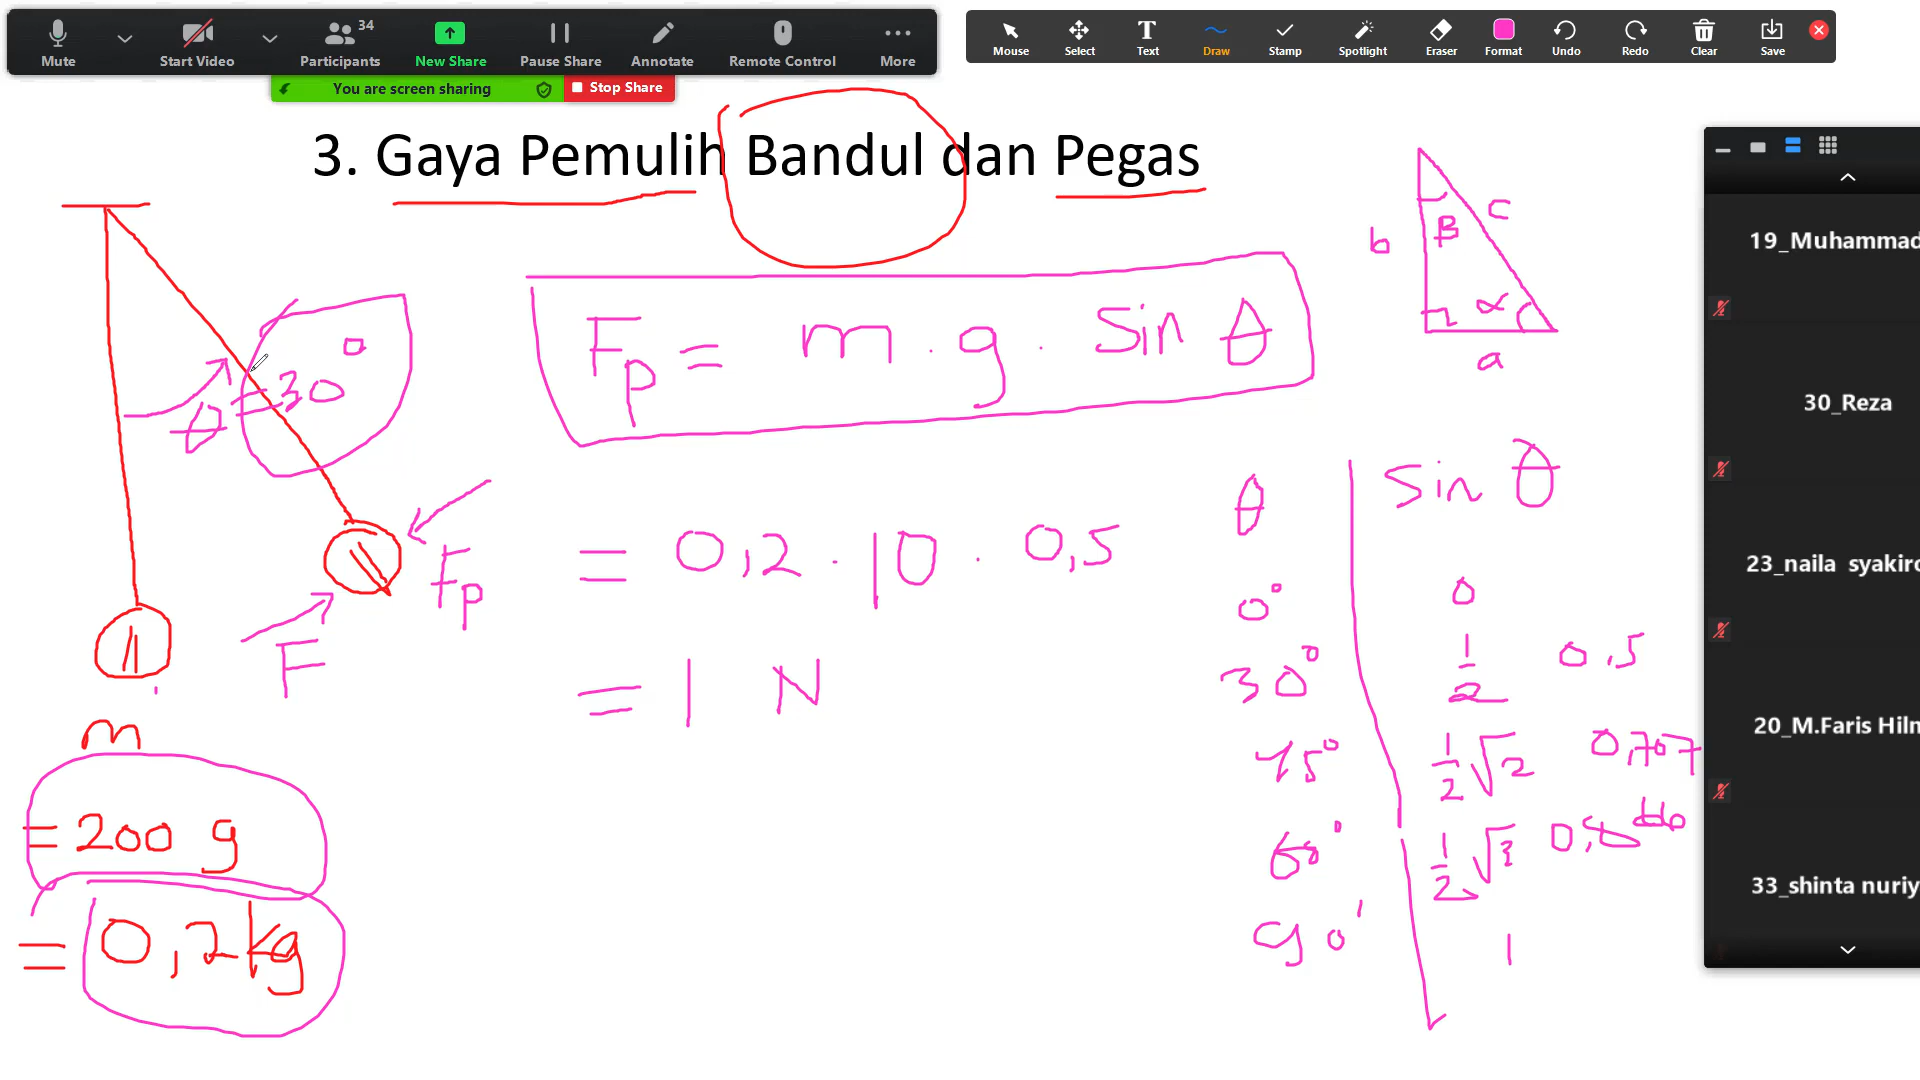 Mute
Start Video
Participants
34
New Share
Pause Share
Annotate
Remote Control
More
You are screen sharing
Stop Share
Mouse
Select
Text
Draw
Stamp
Spotlight
Eraser
Format
Undo
Redo
Clear
Save
3. Gaya Pemulih Bandul dan Pegas
b
β
c
α
a
Fp = m . g . sin θ
θ = 30°
Fp
F
= 0,2 . 10 . 0,5
= 1 N
m
= 200 g
= 0,2 kg
θ sin θ
0° 0
30° 1/2 0,5
45° 1/2 √2 0,707
60° 1/2 √3
90° 1
19_Muhammad
30_Reza
23_naila syakiro
20_M.Faris Hilm
33_shinta nuriy